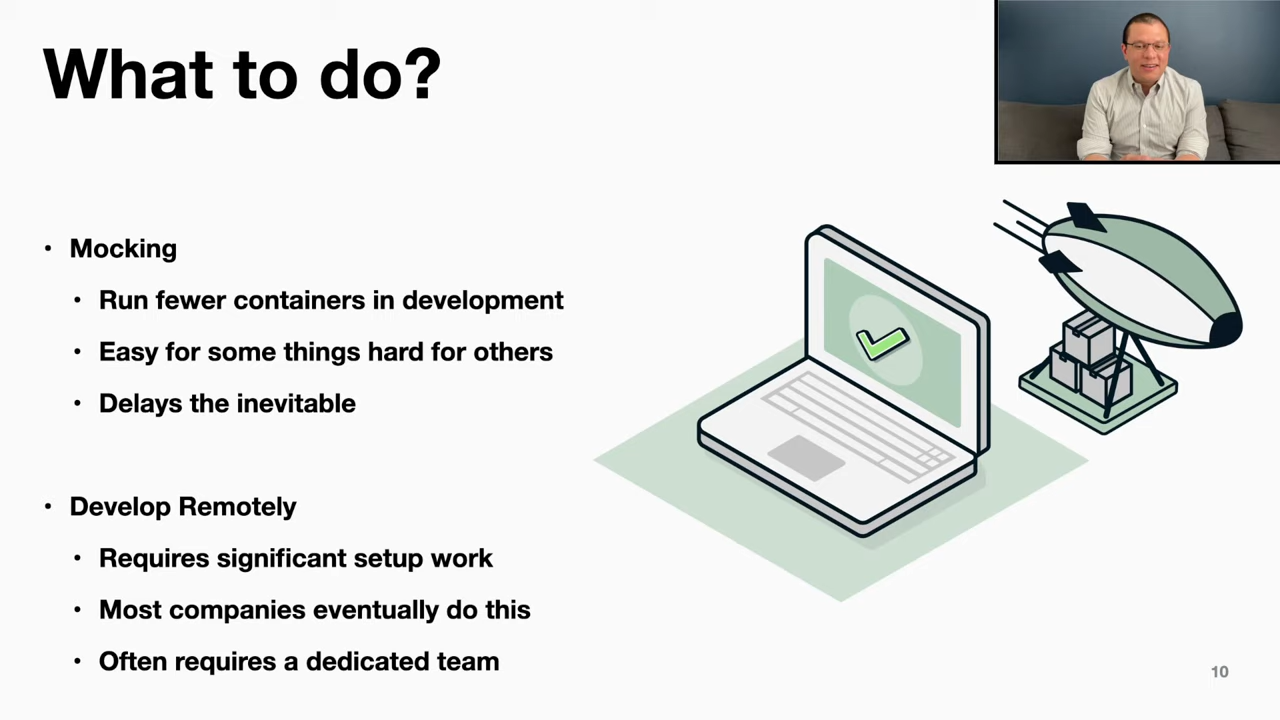 What to do?
• Mocking
• Run fewer containers in development
• Easy for some things hard for others
• Delays the inevitable
• Develop Remotely
• Requires significant setup work
• Most companies eventually do this
• Often requires a dedicated team
10